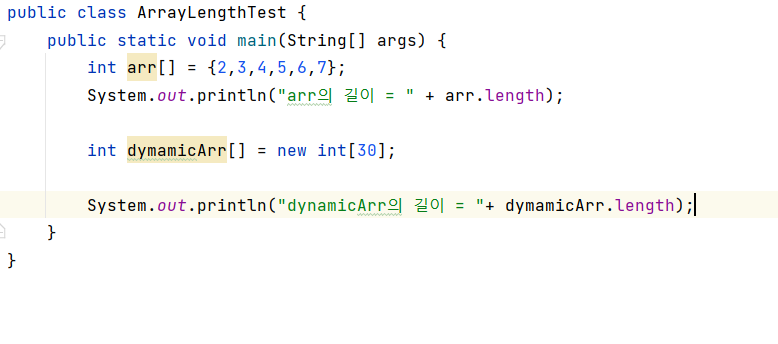 public class ArrayLengthTest {
    public static void main(String[] args) {
        int arr[] = {2,3,4,5,6,7};
        System.out.println("arr의 길이 = " + arr.length);
        int dymamicArr[] = new int[30];
        System.out.println("dynamicArr의 길이 = "+ dymamicArr.length);
    }
}